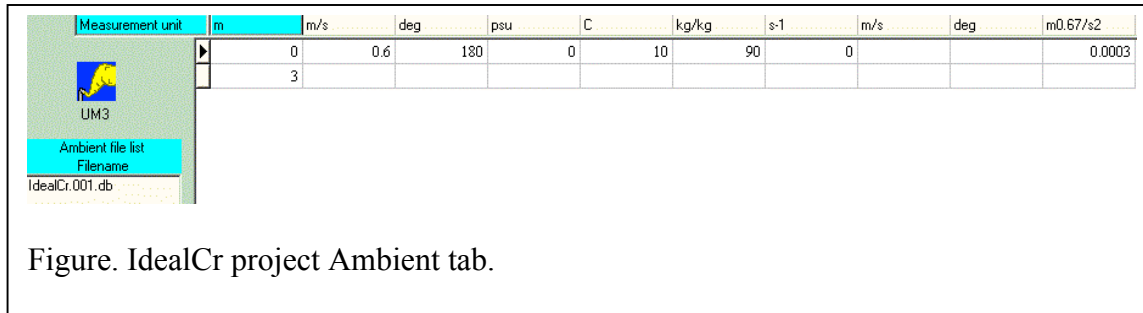 Measurement unit m m/s deg psu C kg/kg s-1 m/s deg m0.67/s2
0 0.6 180 0 10 90 0 0.0003
3
UM3
Ambient file list
Filename
IdealCr.001.db
Figure. IdealCr project Ambient tab.